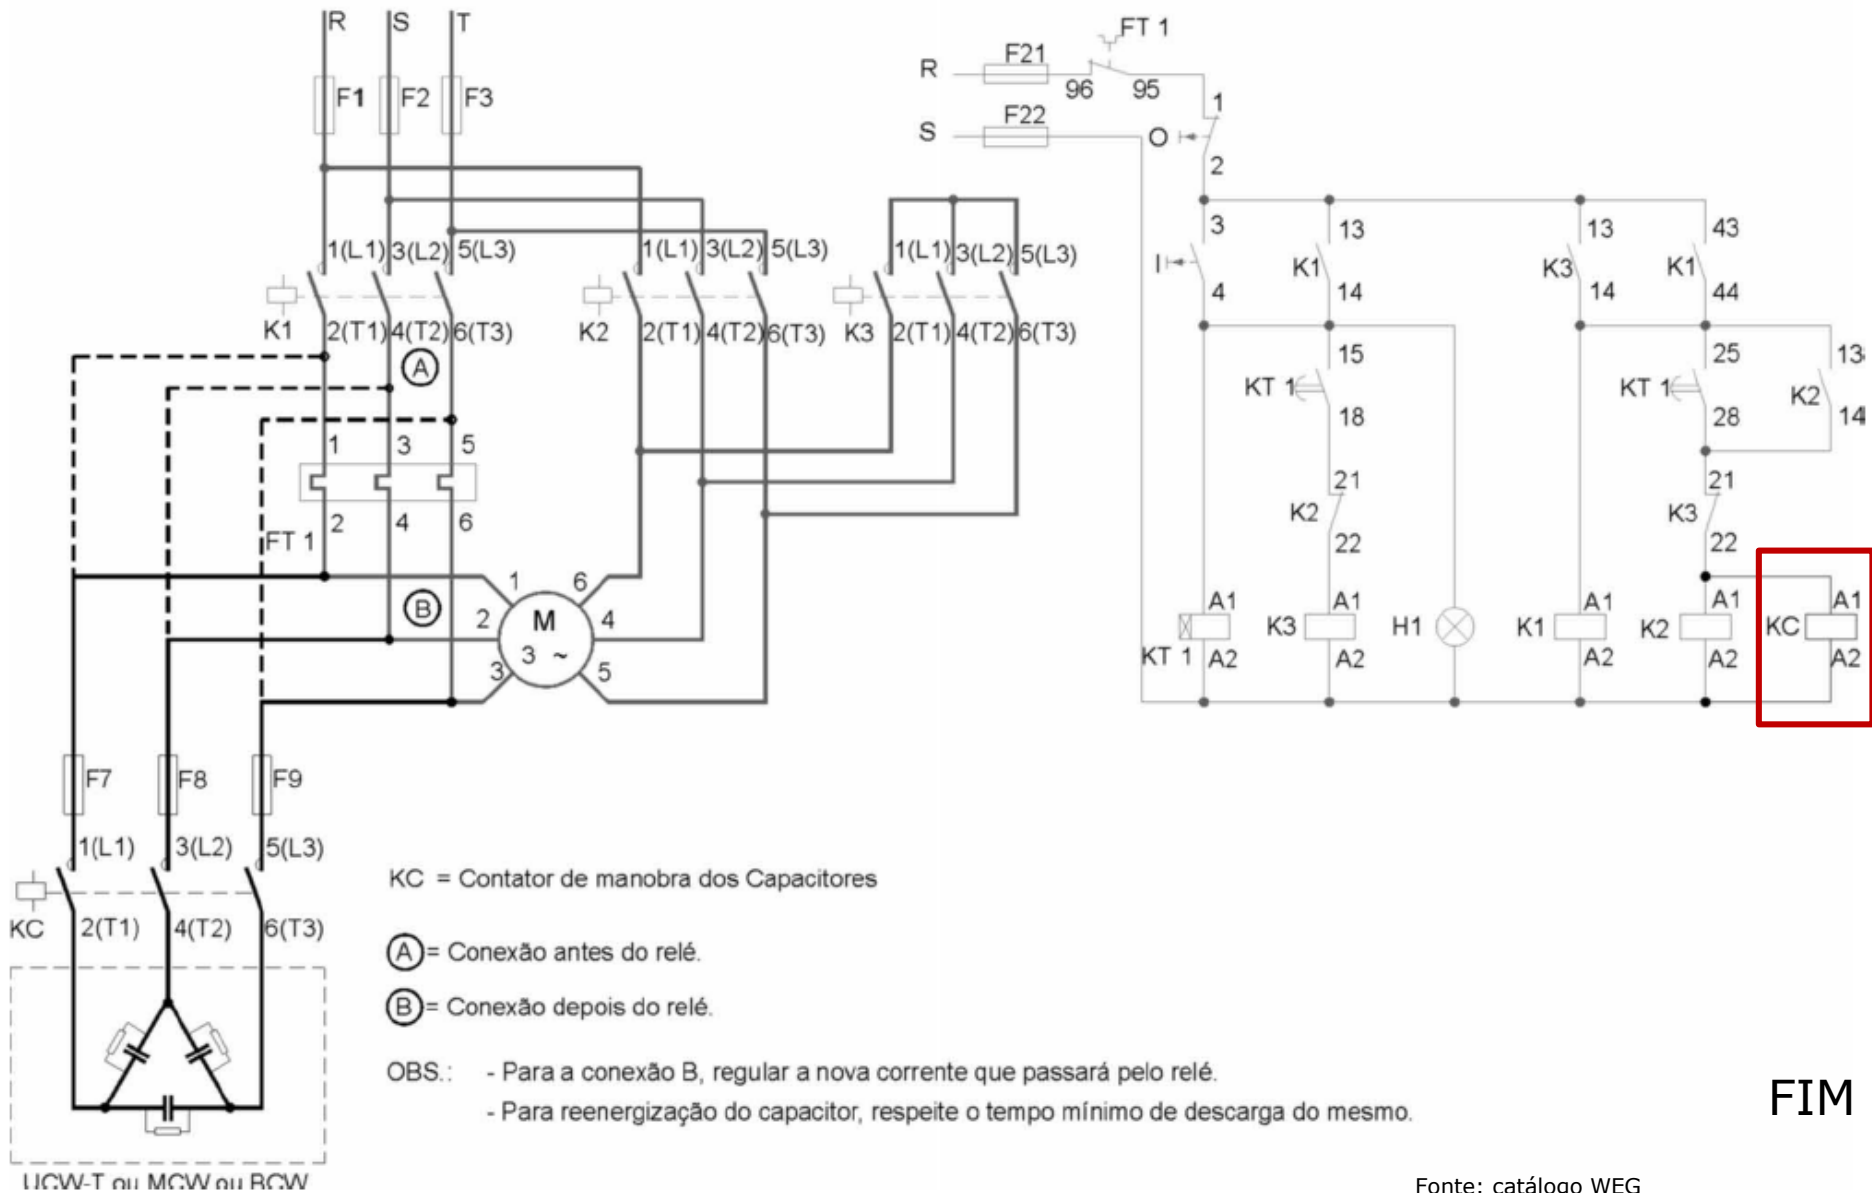 R S T
F1 F2 F3
1(L1) 3(L2) 5(L3)
K1
2(T1) 4(T2) 6(T3)
1(L1) 3(L2) 5(L3)
K2
2(T1) 4(T2) 6(T3)
1(L1) 3(L2) 5(L3)
K3
2(T1) 4(T2) 6(T3)
A
1 3 5
2 4 6
FT 1
B
1 6
2 M 4
3 ~
3 5
F7 F8 F9
1(L1) 3(L2) 5(L3)
KC
2(T1) 4(T2) 6(T3)
UCW-T ou MCW ou BCW
R F21 FT 1
96 95
S F22
O 1
2
3 13 13 43
I K1 K3 K1
4 14 14 44
15 25 13
KT 1 KT 1 K2
18 28 14
21 21
K2 K3
22 22
A1 A1 A1 A1 A1
K3 H1 K1 K2 KC
KT 1 A2 A2 A2 A2 A2
KC = Contator de manobra dos Capacitores
A = Conexão antes do relé.
B = Conexão depois do relé.
OBS.: - Para a conexão B, regular a nova corrente que passará pelo relé.
- Para reenergização do capacitor, respeite o tempo mínimo de descarga do mesmo.
FIM
Fonte: catálogo WEG